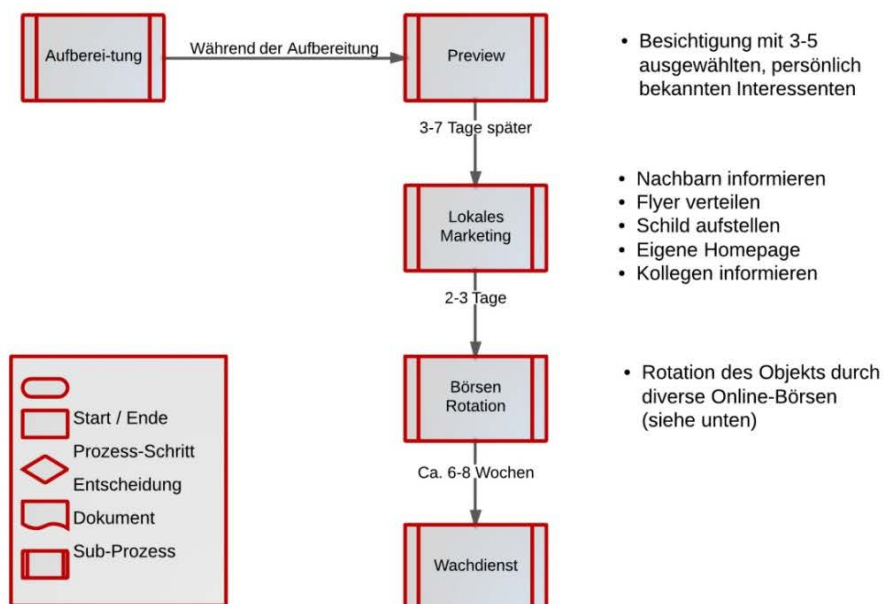 Aufberei-tung
Während der Aufbereitung
Preview
• Besichtigung mit 3-5
ausgewählten, persönlich
bekannten Interessenten
3-7 Tage später
Lokales
Marketing
• Nachbarn informieren
• Flyer verteilen
• Schild aufstellen
• Eigene Homepage
• Kollegen informieren
2-3 Tage
Börsen
Rotation
• Rotation des Objekts durch
diverse Online-Börsen
(siehe unten)
Ca. 6-8 Wochen
Wachdienst
Start / Ende
Prozess-Schritt
Entscheidung
Dokument
Sub-Prozess